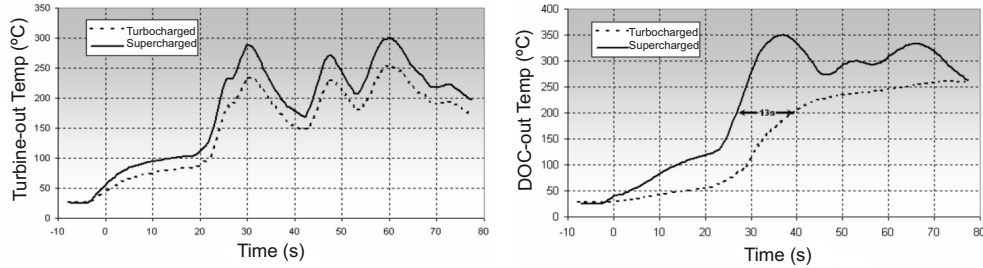 Turbine-out Temp (ºC)
350
300
250
200
150
100
50
0
Turbocharged
Supercharged
-10 0 10 20 30 40 50 60 70 80
Time (s)
DOC-out Temp (ºC)
400
350
300
250
200
150
100
50
0
Turbocharged
Supercharged
13s
-10 0 10 20 30 40 50 60 70 80
Time (s)